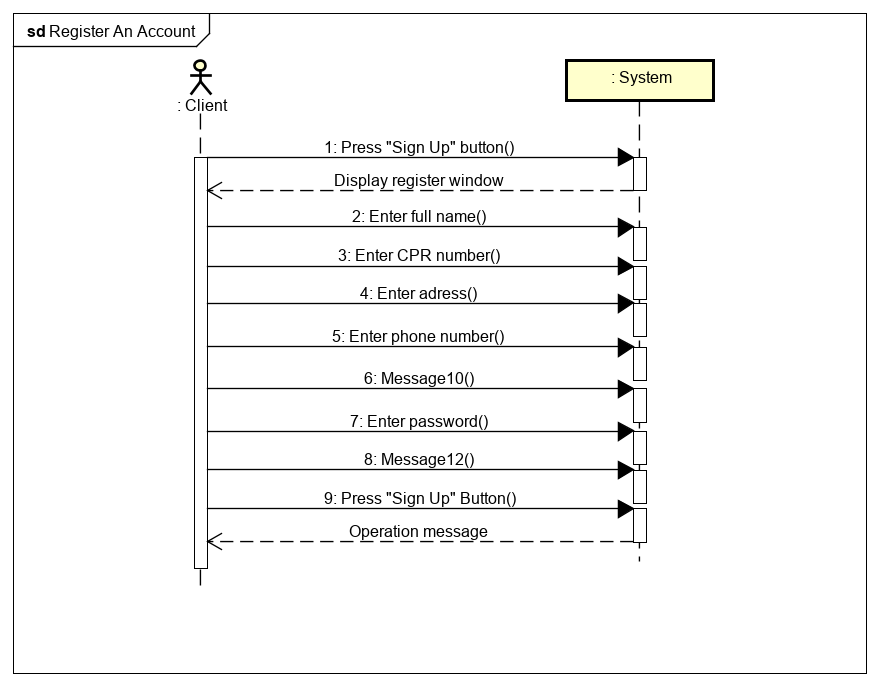 sd Register An Account
: Client
: System
1: Press "Sign Up" button()
Display register window
2: Enter full name()
3: Enter CPR number()
4: Enter adress()
5: Enter phone number()
6: Message10()
7: Enter password()
8: Message12()
9: Press "Sign Up" Button()
Operation message